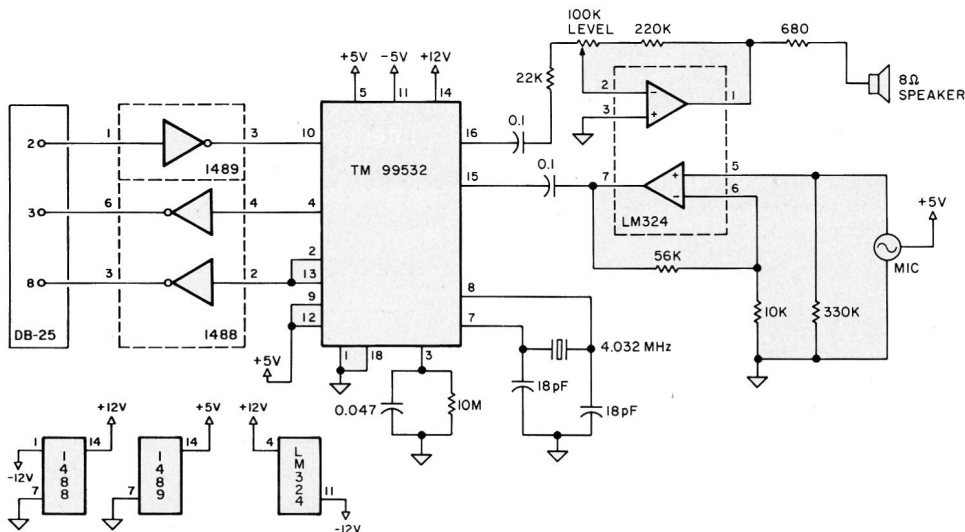 100K
LEVEL
220K
680
+5V
-5V
+12V
5
11
14
22K
2
3
1
8Ω
SPEAKER
2
1
3
10
16
0.1
1489
TM 99532
0.1
3
6
4
4
15
7
5
6
LM324
+5V
MIC
8
3
2
2
13
9
12
56K
10K
330K
DB-25
1488
8
7
+5V
1
18
3
4.032 MHz
0.047
10M
18pF
18pF
+12V
+5V
+12V
1
14
14
4
-12V
1488
1489
LM324
7
7
11
-12V